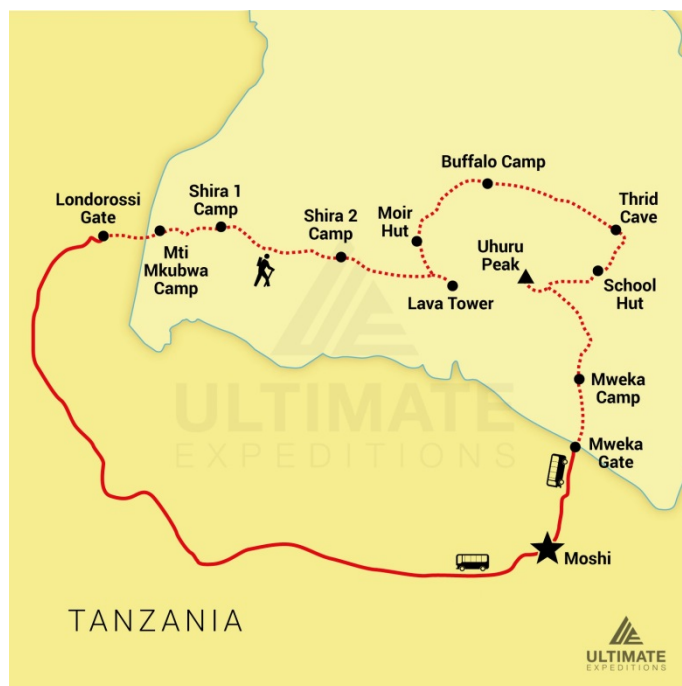 Buffalo Camp
Londorossi
Gate
Shira 1
Camp
Mti
Mkubwa
Camp
Shira 2
Camp
Moir
Hut
Thrid
Cave
Uhuru
Peak
Lava Tower
School
Hut
Mweka
Camp
ULTIMATE
EXPEDITIONS
Mweka
Gate
Moshi
TANZANIA
ULTIMATE
EXPEDITIONS